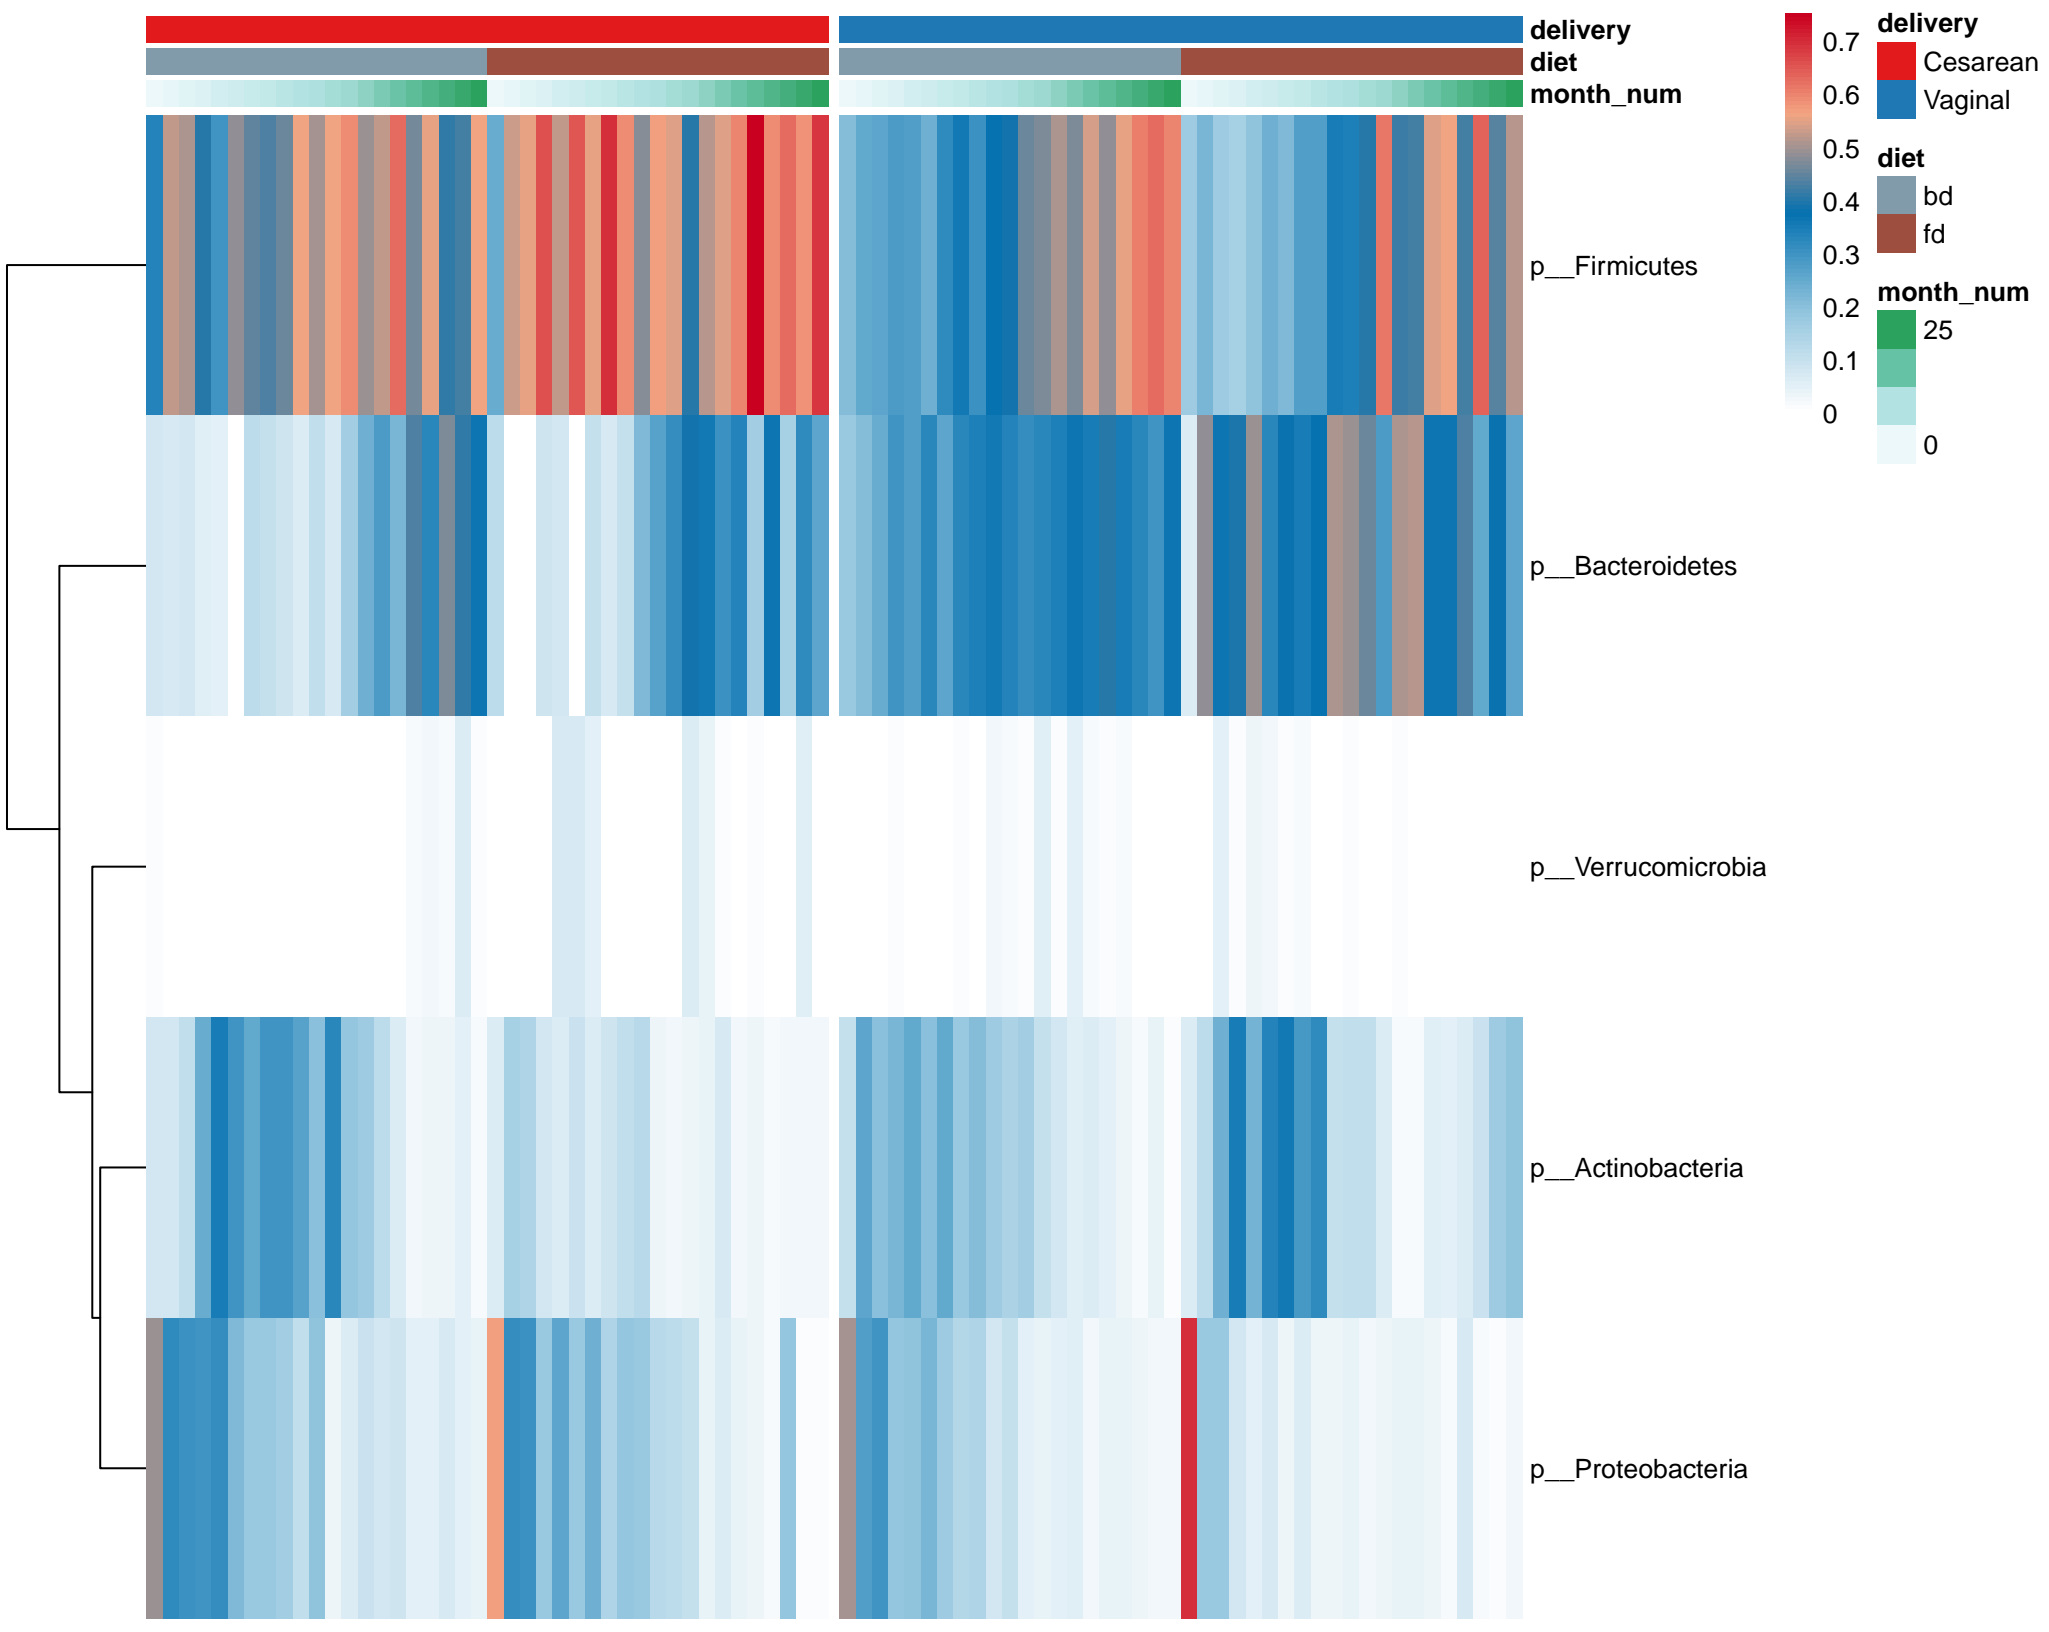 delivery
diet
month_num
p__Firmicutes
p__Bacteroidetes
p__Verrucomicrobia
p__Actinobacteria
p__Proteobacteria
0.7
0.6
0.5
0.4
0.3
0.2
0.1
0
delivery
Cesarean
Vaginal
diet
bd
fd
month_num
25
0